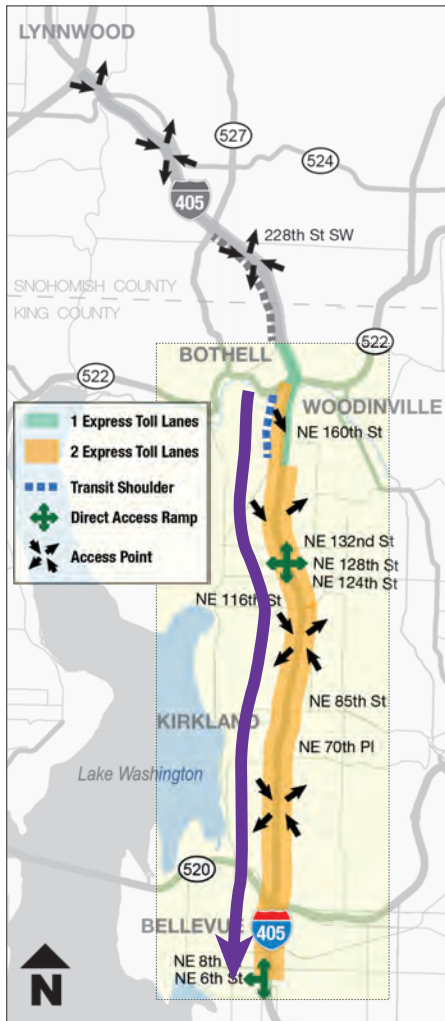 LYNNWOOD
527
524
405
228th St SW
SNOHOMISH COUNTY
KING COUNTY
BOTHELL
522
522
WOODINVILLE
1 Express Toll Lanes
2 Express Toll Lanes
Transit Shoulder
Direct Access Ramp
Access Point
NE 160th St
NE 132nd St
NE 128th St
NE 124th St
NE 116th St
NE 85th St
KIRKLAND
NE 70th Pl
Lake Washington
520
BELLEVUE
405
NE 8th
NE 6th St
N